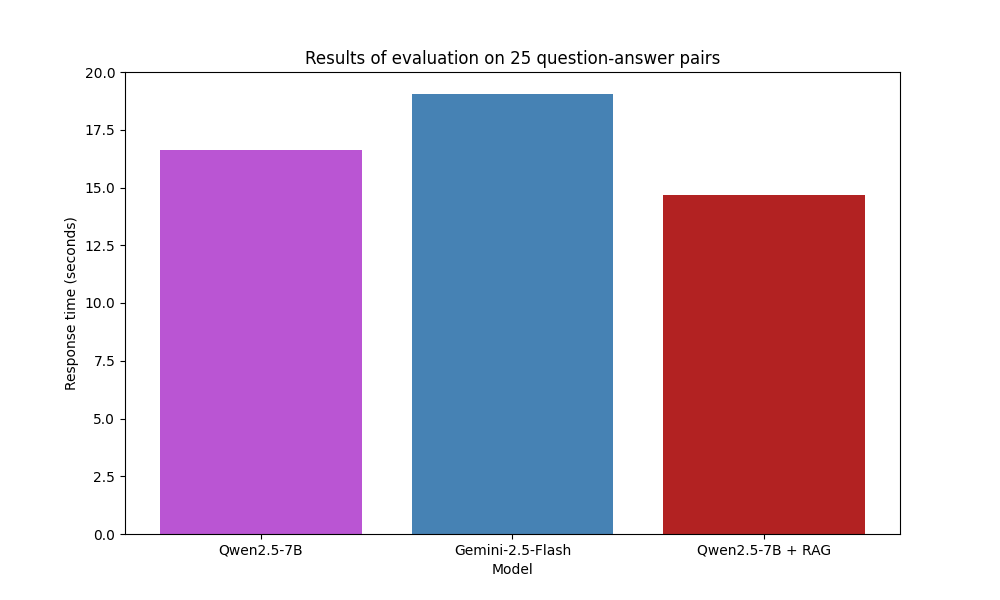 Results of evaluation on 25 question-answer pairs
20.0
17.5
15.0
12.5
10.0
7.5
5.0
2.5
0.0
Response time (seconds)
Qwen2.5-7B
Gemini-2.5-Flash
Qwen2.5-7B + RAG
Model